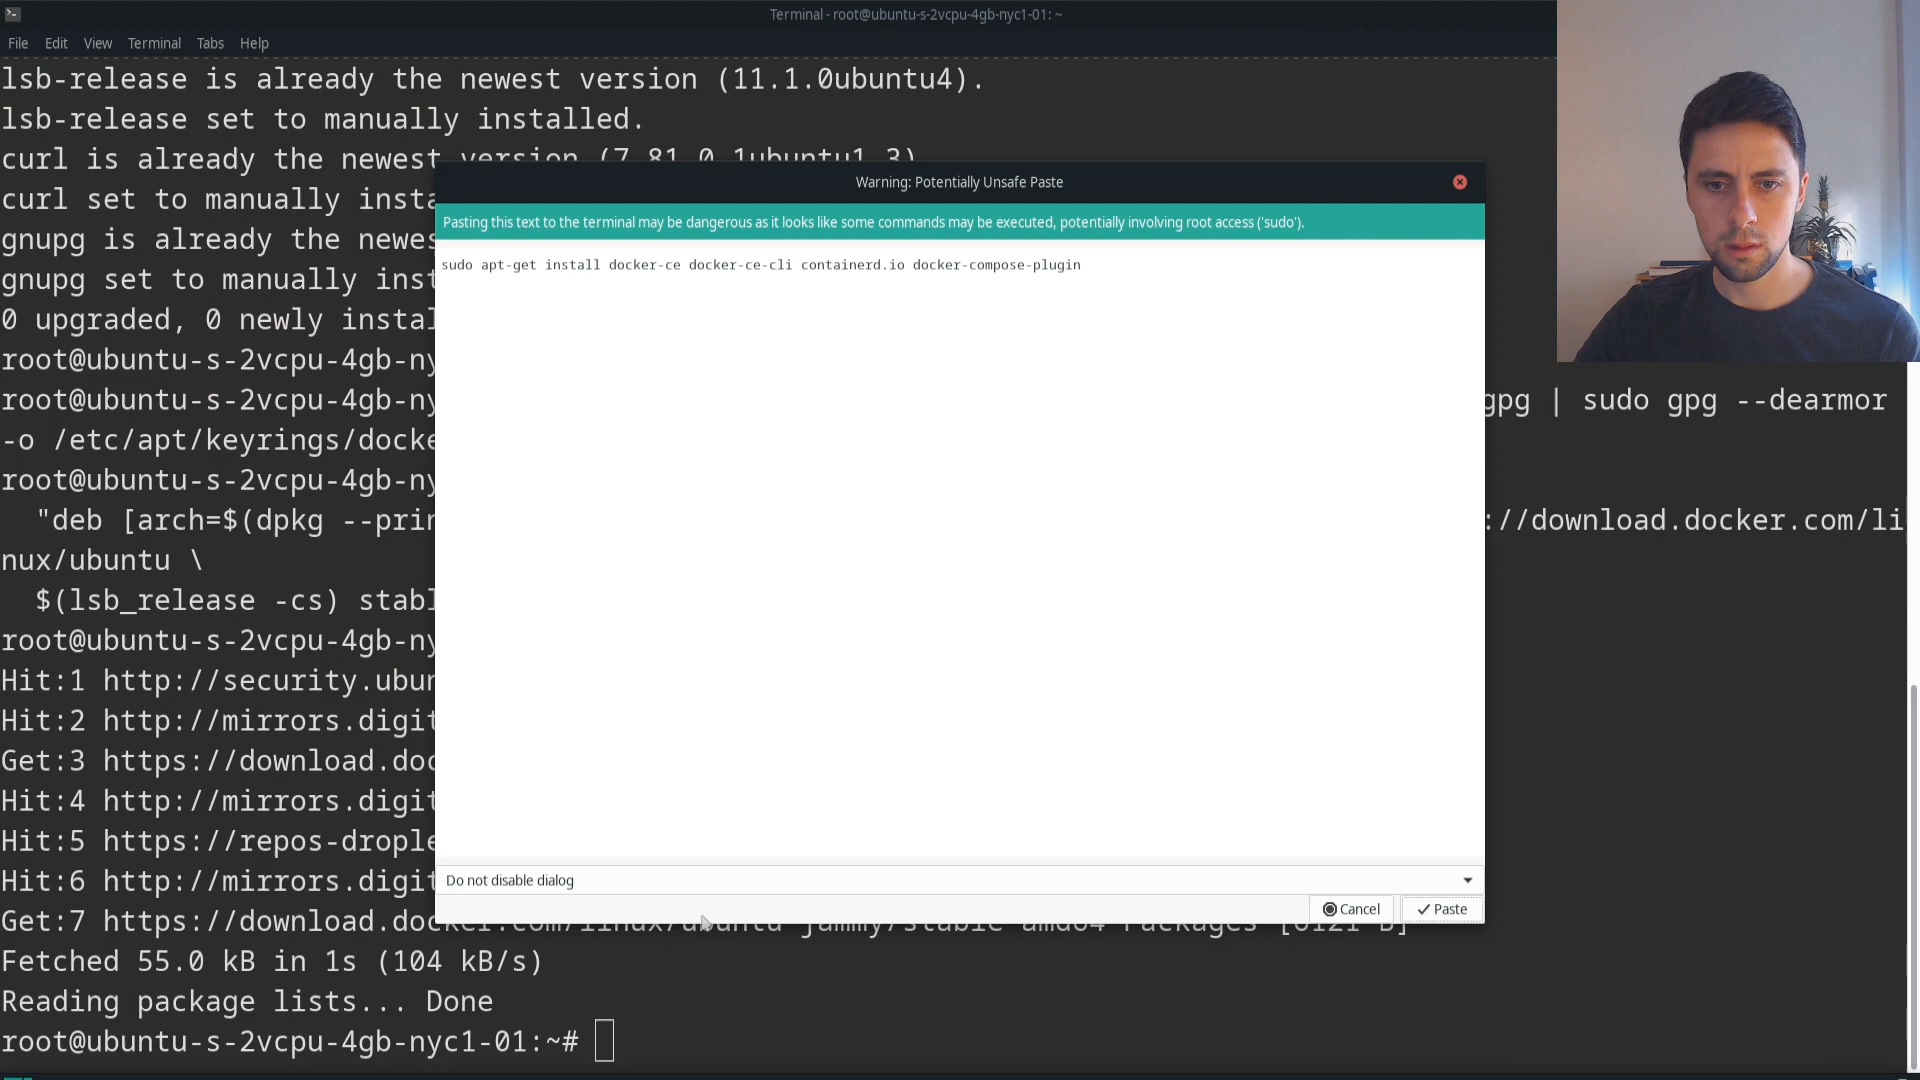 Terminal - root@ubuntu-s-2vcpu-4gb-nyc1-01: ~
File Edit View Terminal Tabs Help
lsb-release is already the newest version (11.1.0ubuntu4).
lsb-release set to manually installed.
curl is already the newest version (7.81.0-1ubuntu1.3).
curl set to manually insta
gnupg is already the newes
gnupg set to manually inst
0 upgraded, 0 newly instal
root@ubuntu-s-2vcpu-4gb-ny
root@ubuntu-s-2vcpu-4gb-ny gpg | sudo gpg --dearmor
-o /etc/apt/keyrings/docke
root@ubuntu-s-2vcpu-4gb-ny
"deb [arch=$(dpkg --prin ://download.docker.com/li
nux/ubuntu \
$(lsb_release -cs) stabl
root@ubuntu-s-2vcpu-4gb-ny
Hit:1 http://security.ubun
Hit:2 http://mirrors.digit
Get:3 https://download.doc
Hit:4 http://mirrors.digit
Hit:5 https://repos-drople
Hit:6 http://mirrors.digit
Get:7 https://download.docker.com/linux/ubuntu jammy/stable amd64 Packages
Fetched 55.0 kB in 1s (104 kB/s)
Reading package lists... Done
root@ubuntu-s-2vcpu-4gb-nyc1-01:~#
Warning: Potentially Unsafe Paste
Pasting this text to the terminal may be dangerous as it looks like some commands may be executed, potentially involving root access ('sudo').
sudo apt-get install docker-ce docker-ce-cli containerd.io docker-compose-plugin
Do not disable dialog
Cancel Paste